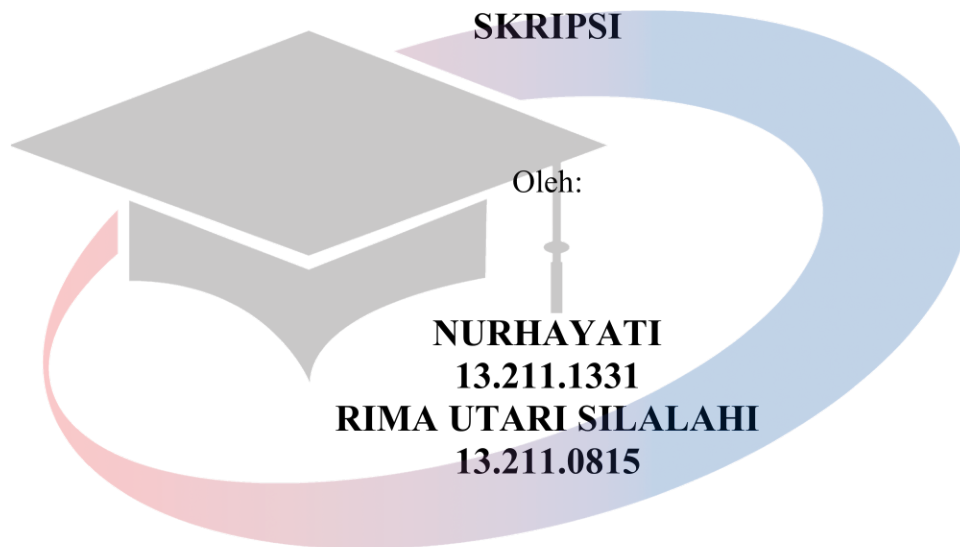 SKRIPSI
Oleh:
NURHAYATI
13.211.1331
RIMA UTARI SILALAHI
13.211.0815